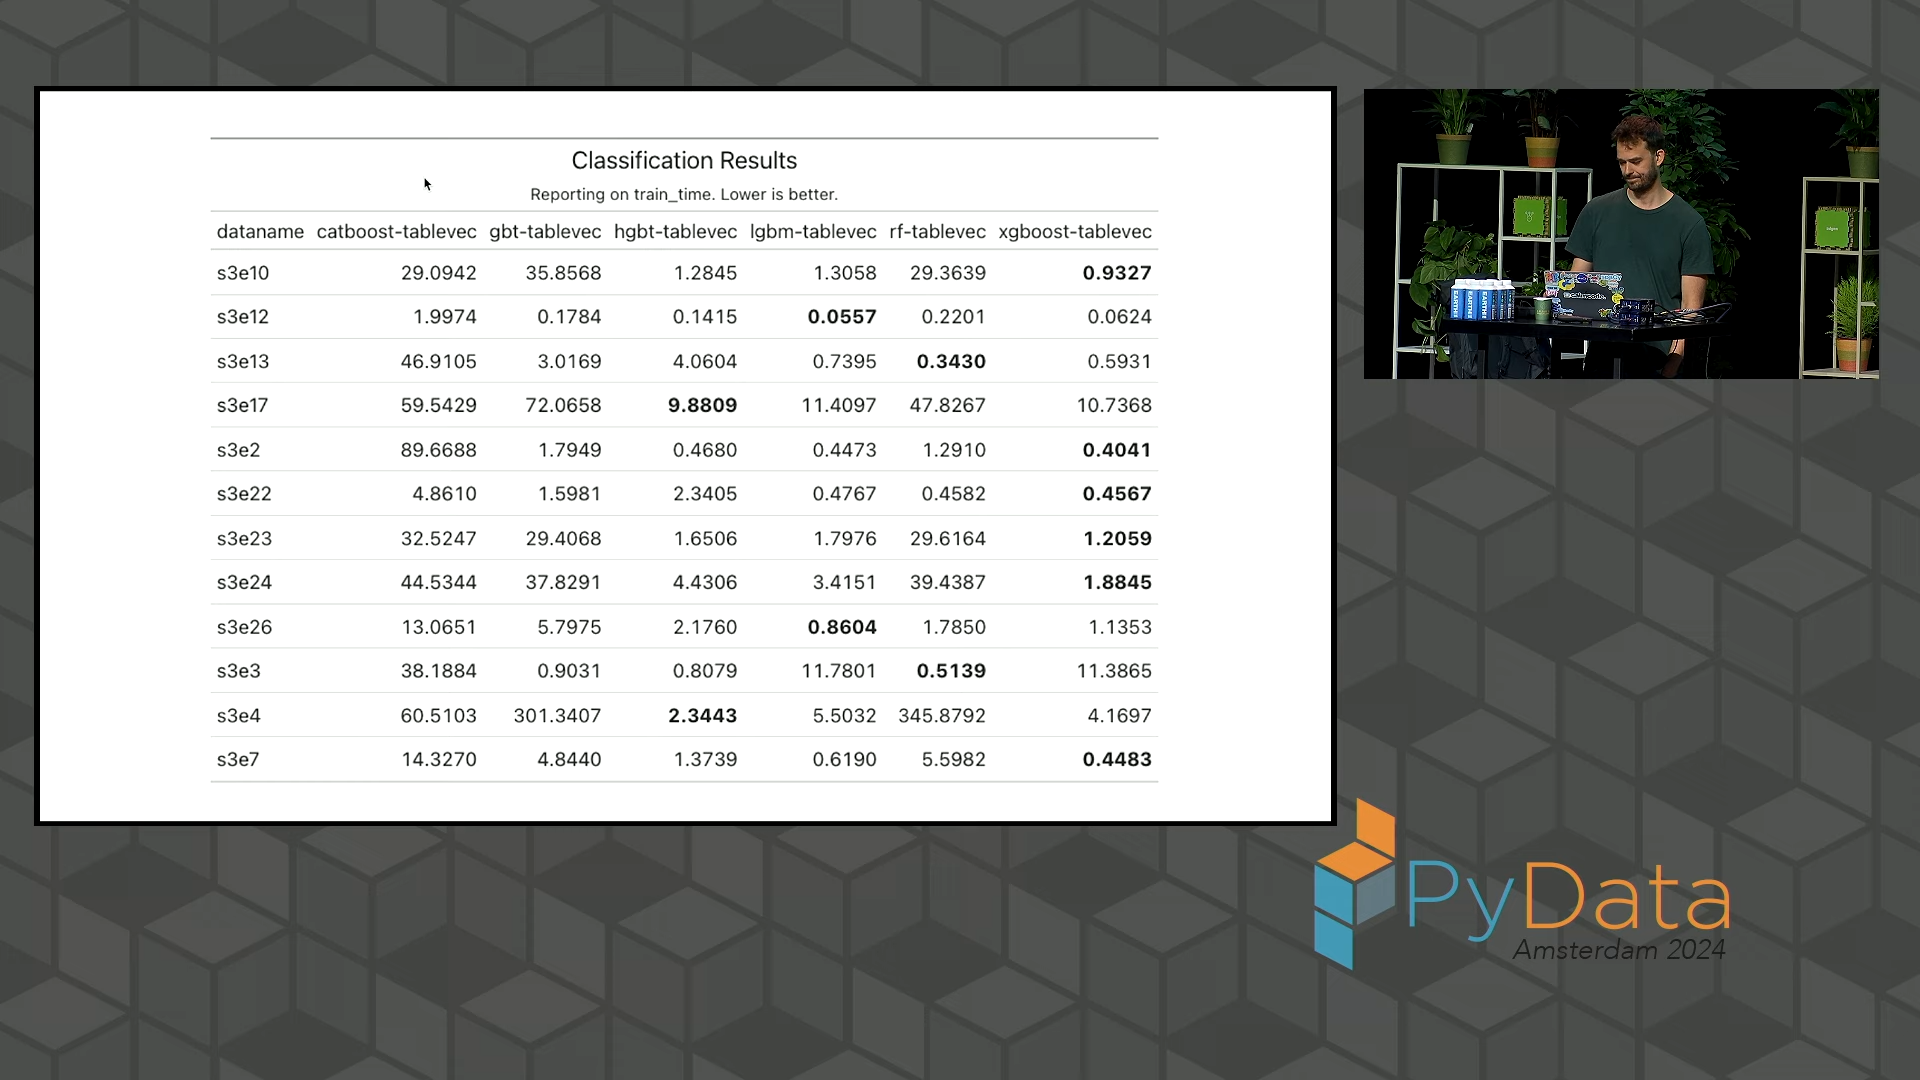 Classification Results
Reporting on train_time. Lower is better.
dataname catboost-tablevec gbt-tablevec hgbt-tablevec lgbm-tablevec rf-tablevec xgboost-tablevec
s3e10 29.0942 35.8568 1.2845 1.3058 29.3639 0.9327
s3e12 1.9974 0.1784 0.1415 0.0557 0.2201 0.0624
s3e13 46.9105 3.0169 4.0604 0.7395 0.3430 0.5931
s3e17 59.5429 72.0658 9.8809 11.4097 47.8267 10.7368
s3e2 89.6688 1.7949 0.4680 0.4473 1.2910 0.4041
s3e22 4.8610 1.5981 2.3405 0.4767 0.4582 0.4567
s3e23 32.5247 29.4068 1.6506 1.7976 29.6164 1.2059
s3e24 44.5344 37.8291 4.4306 3.4151 39.4387 1.8845
s3e26 13.0651 5.7975 2.1760 0.8604 1.7850 1.1353
s3e3 38.1884 0.9031 0.8079 11.7801 0.5139 11.3865
s3e4 60.5103 301.3407 2.3443 5.5032 345.8792 4.1697
s3e7 14.3270 4.8440 1.3739 0.6190 5.5982 0.4483
EARTH EARTH EARTH
PyData
Amsterdam 2024